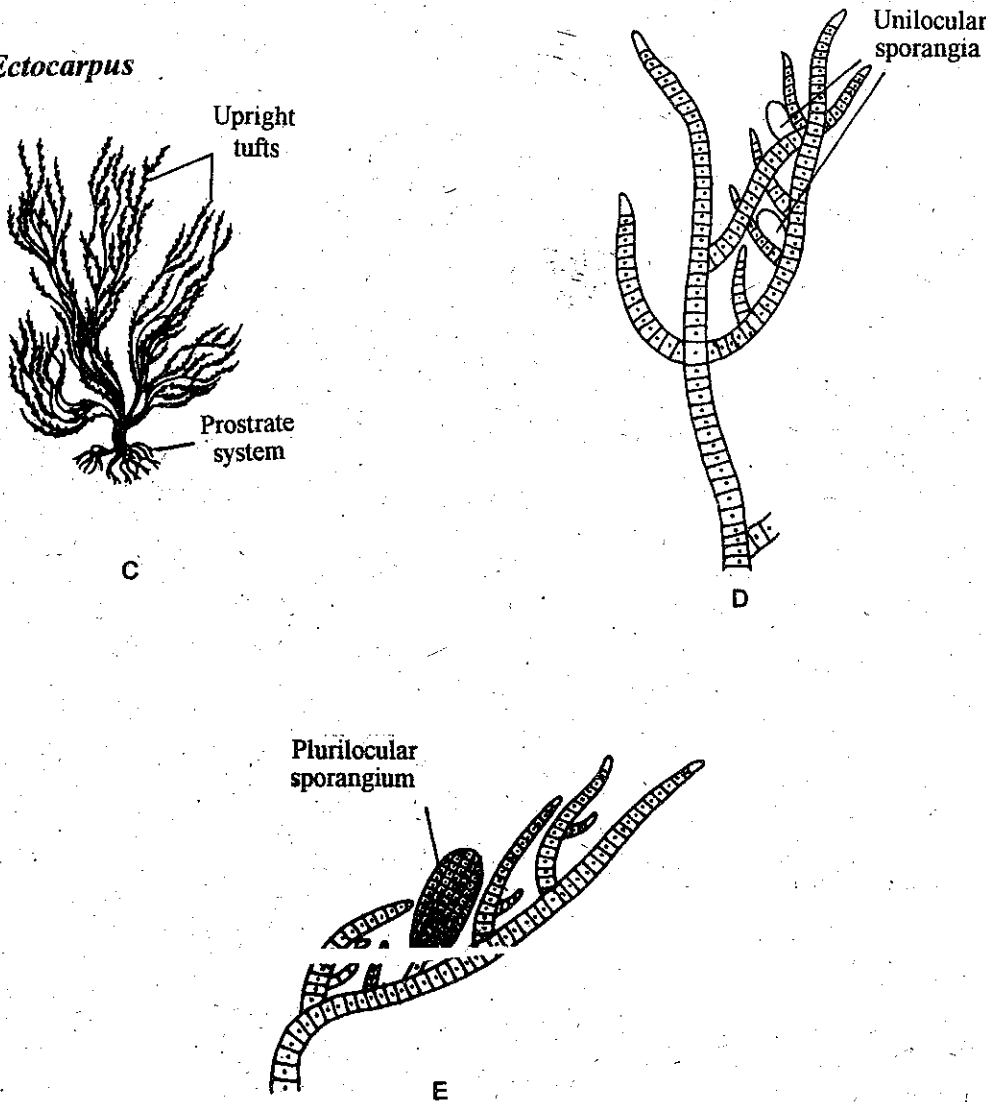 Ectocarpus
Upright
tufts
Prostrate
system
C
Unilocular
sporangia
D
Plurilocular
sporangium
E